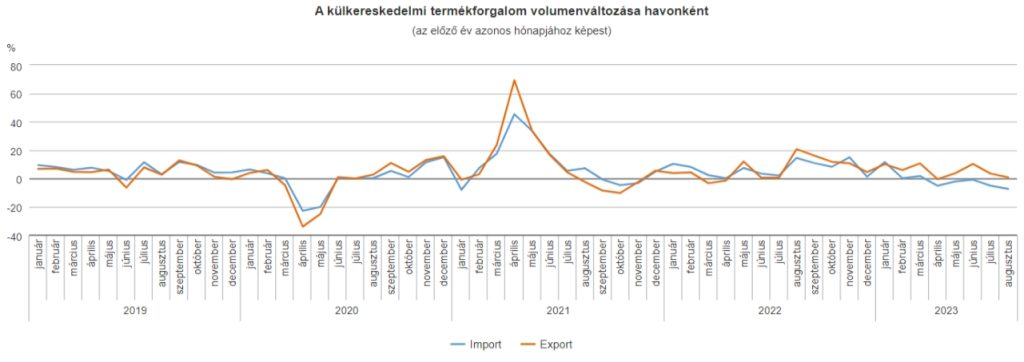 A külkereskedelmi termékforgalom volumenváltozása havonként
(az előző év azonos hónapjához képest)
%
80
60
40
20
0
-20
-40
január február március április május június július augusztus szeptember október november december január február március április május június július augusztus szeptember október november december január február március április május június július augusztus szeptember október november december január február március április május június július augusztus szeptember október november december január február március április május június július augusztus
2019 2020 2021 2022 2023
Import Export